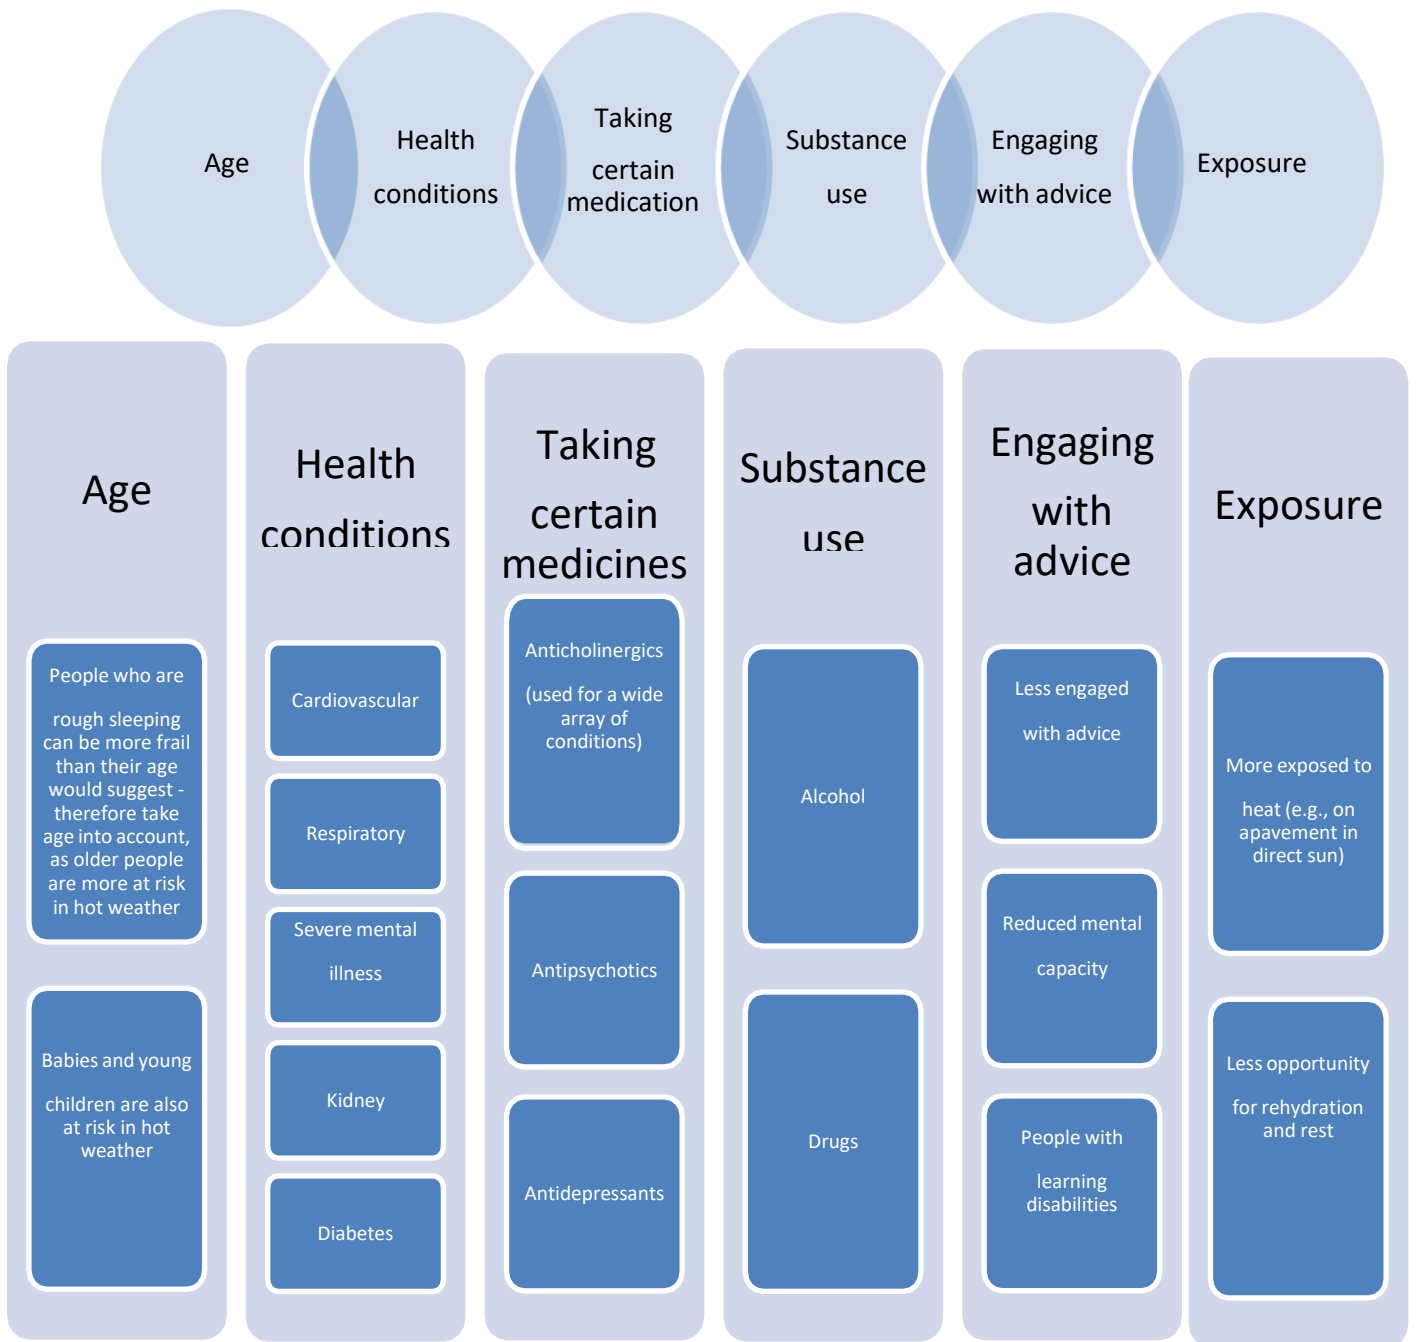 Age
Health
conditions
Taking
certain
medication
Substance
use
Engaging
with advice
Exposure
Age
People who are
rough sleeping
can be more frail
than their age
would suggest -
therefore take
age into account,
as older people
are more at risk
in hot weather
Babies and young
children are also
at risk in hot
weather
Health
conditions
Cardiovascular
Respiratory
Severe mental
illness
Kidney
Diabetes
Taking
certain
medicines
Anticholinergics
(used for a wide
array of
conditions)
Antipsychotics
Antidepressants
Substance
use
Alcohol
Drugs
Engaging
with
advice
Less engaged
with advice
Reduced mental
capacity
People with
learning
disabilities
Exposure
More exposed to
heat (e.g., on
apavement in
direct sun)
Less opportunity
for rehydration
and rest